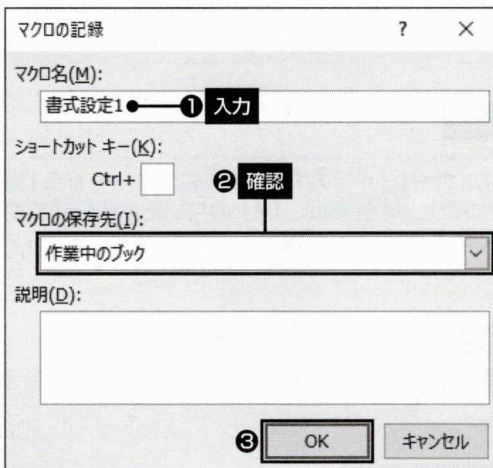 マクロの記録 ? ×
マクロ名(M):
書式設定1 ❶ 入力
ショートカット キー(K):
Ctrl+
❷ 確認
マクロの保存先(I):
作業中のブック
説明(D):
❸ OK キャンセル